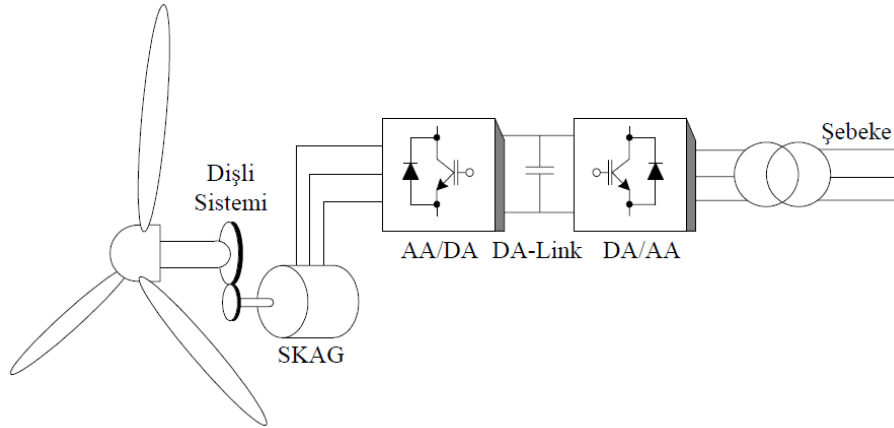 Dişli
Sistemi
SKAG
AA/DA
DA-Link
DA/AA
Şebeke